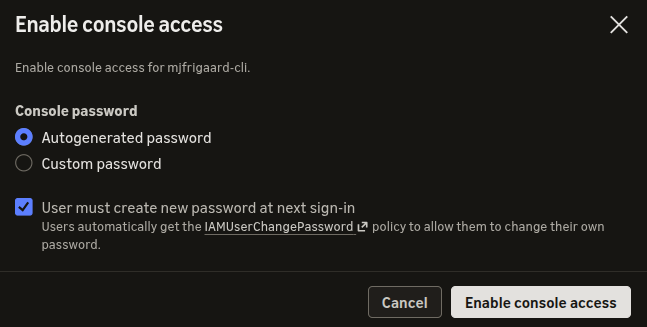 Enable console access
Enable console access for mjfrigaard-cli.
Console password
Autogenerated password
Custom password
User must create new password at next sign-in
Users automatically get the IAMUserChangePassword policy to allow them to change their own
password.
Cancel
Enable console access